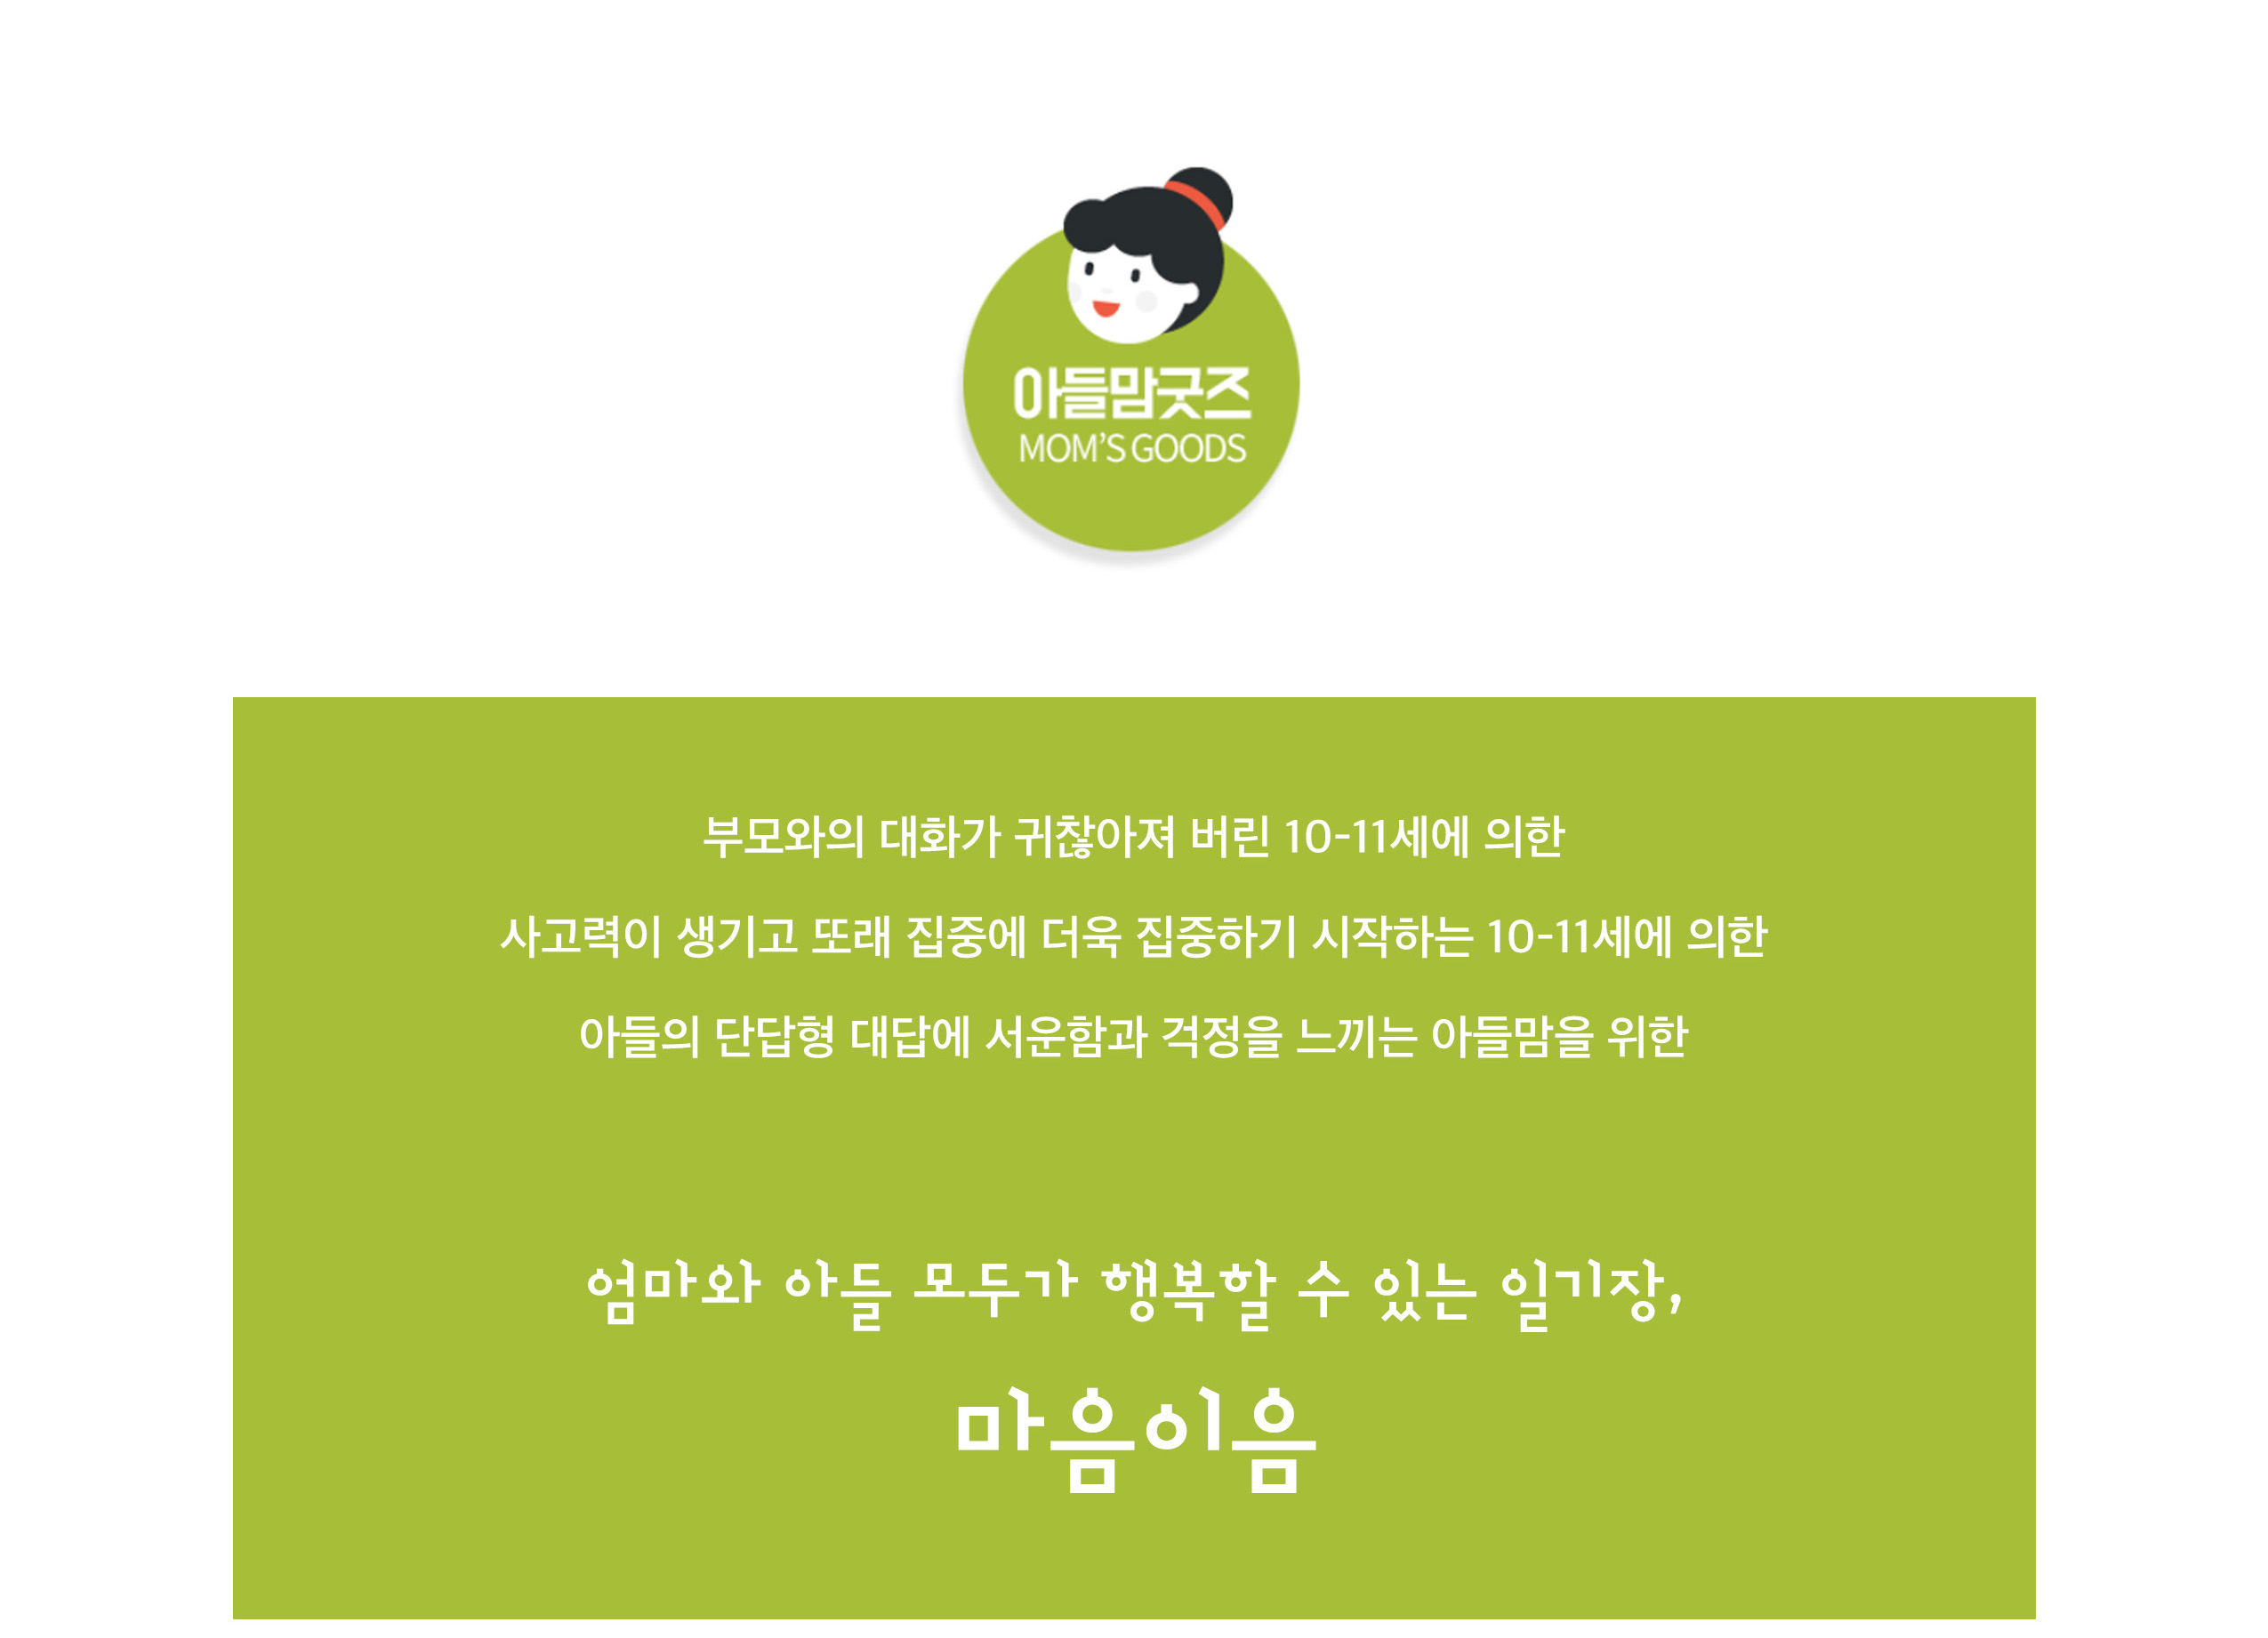 아들맘굿즈
MOM'S GOODS
부모와의 대화가 귀찮아져 버린 10-11세에 의한
사고력이 생기고 또래 집중에 더욱 집중하기 시작하는 10-11세에 의한
아들의 단답형 대답에 서운함과 걱정을 느끼는 아들맘을 위한
엄마와 아들 모두가 행복할 수 있는 일기장,
마음이음